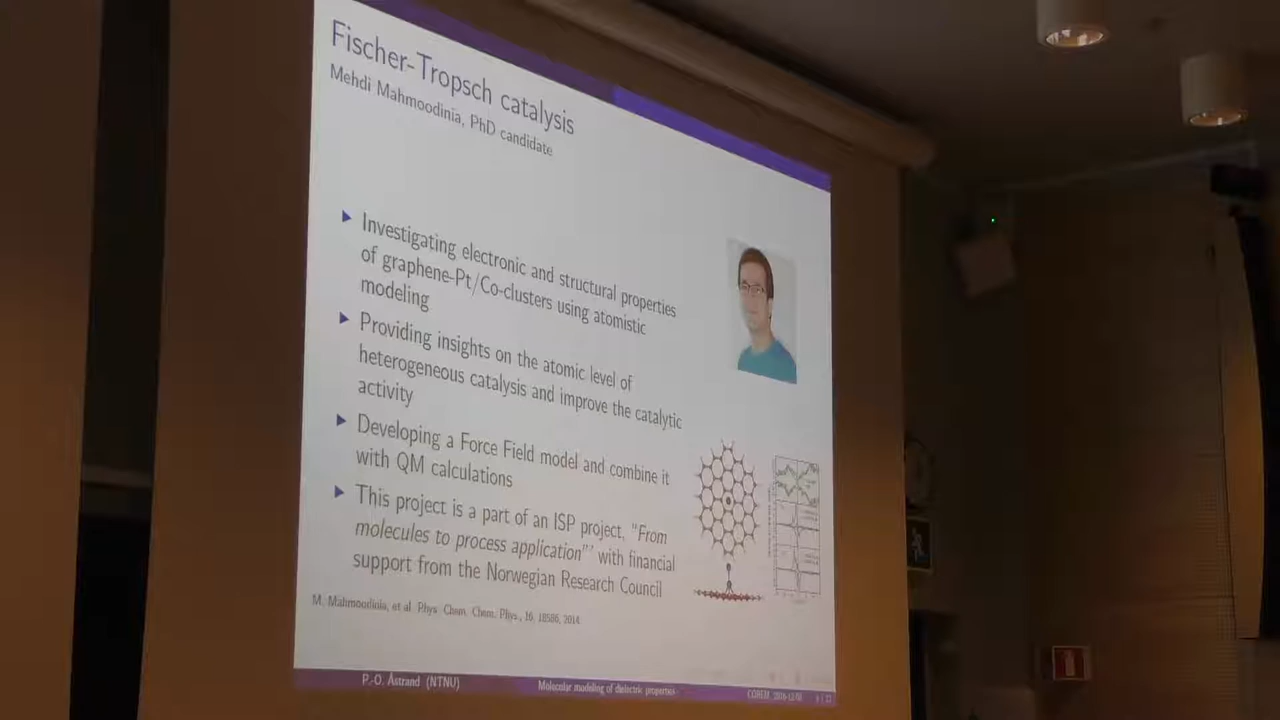 Fischer-Tropsch catalysis
Mehdi Mahmoodinia, PhD candidate
Investigating electronic and structural properties
of graphene-Pt/Co-clusters using atomistic
modeling
Providing insights on the atomic level of
heterogeneous catalysis and improve the catalytic
activity
Developing a Force Field model and combine it
with QM calculations
This project is a part of an ISP project, "From
molecules to process application"' with financial
support from the Norwegian Research Council
M. Mahmoodinia, et al. Phys. Chem. Chem. Phys., 16, 18586, 2014.
P.-O. Åstrand (NTNU)
Molecular modeling of dielectric properties